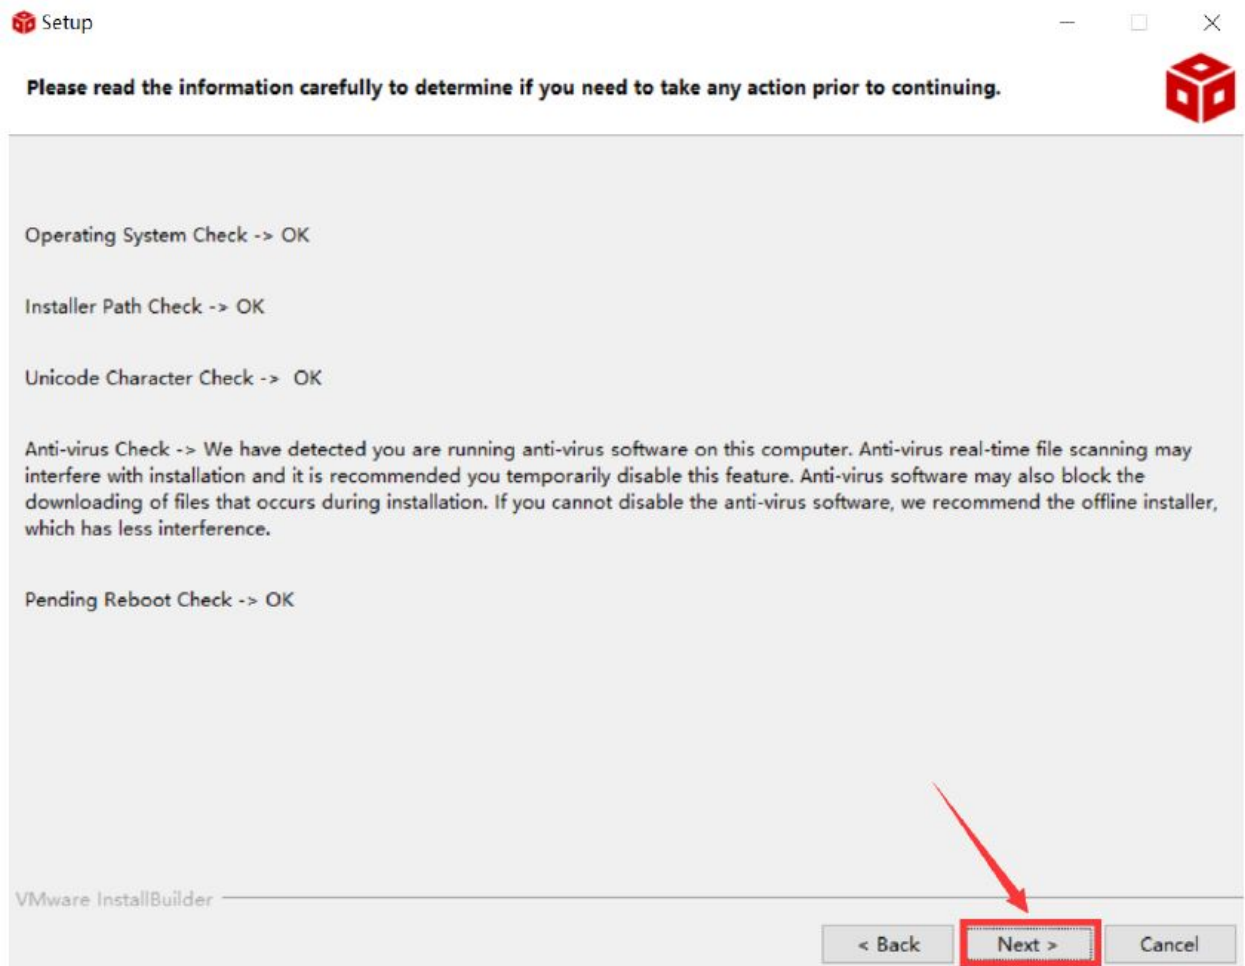 Setup
Please read the information carefully to determine if you need to take any action prior to continuing.
Operating System Check -> OK
Installer Path Check -> OK
Unicode Character Check ->  OK
Anti-virus Check -> We have detected you are running anti-virus software on this computer. Anti-virus real-time file scanning may
interfere with installation and it is recommended you temporarily disable this feature. Anti-virus software may also block the
downloading of files that occurs during installation. If you cannot disable the anti-virus software, we recommend the offline installer,
which has less interference.
Pending Reboot Check -> OK
VMware InstallBuilder
< Back
Next >
Cancel